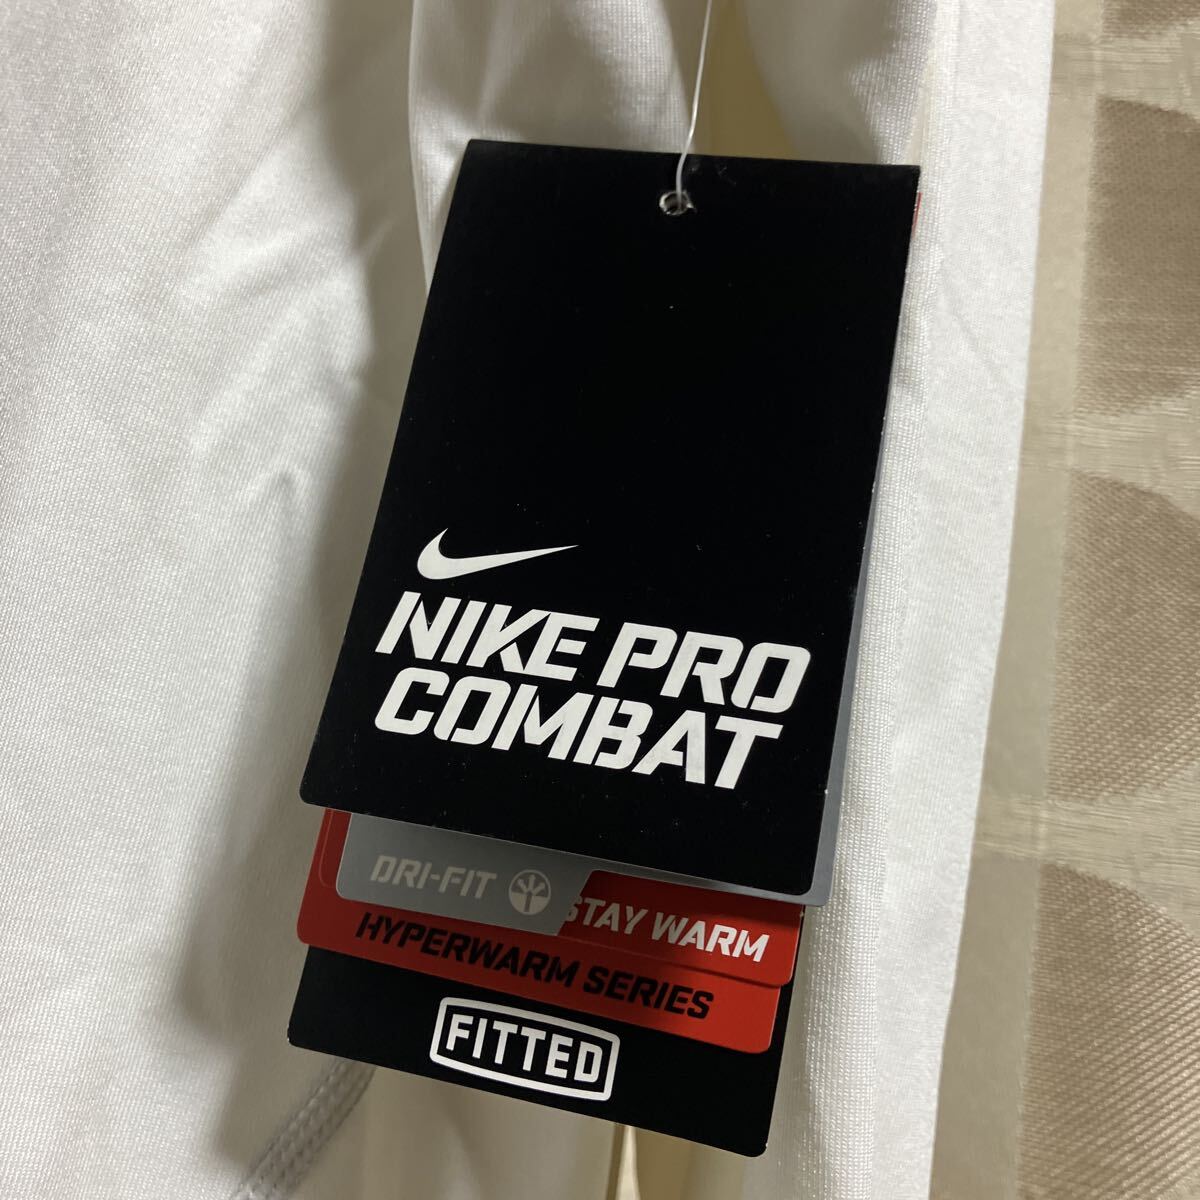 NIKE PRO
COMBAT
DRI-FIT
STAY WARM
HYPERWARM SERIES
FITTED